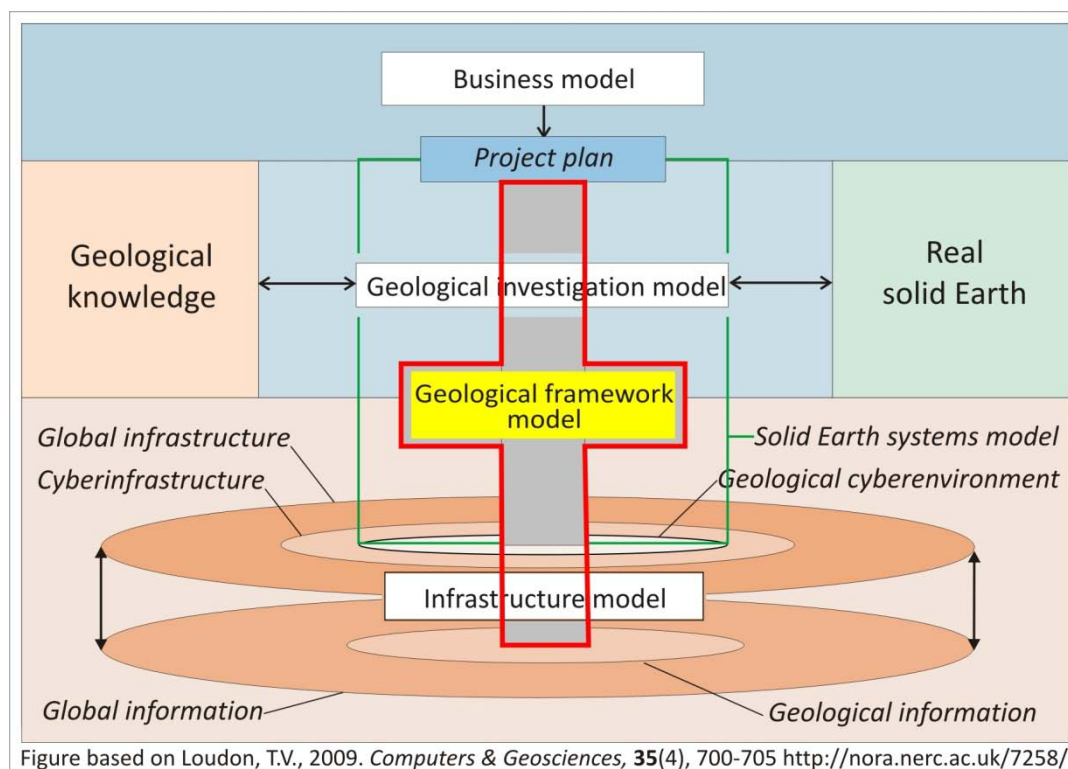 Business model
Project plan
Geological
knowledge
Geological investigation model
Real
solid Earth
Geological framework
model
Global infrastructure
Cyberinfrastructure
Solid Earth systems model
Geological cyberenvironment
Infrastructure model
Global information
Geological information
Figure based on Loudon, T.V., 2009. Computers & Geosciences, 35(4), 700-705 http://nora.nerc.ac.uk/7258/